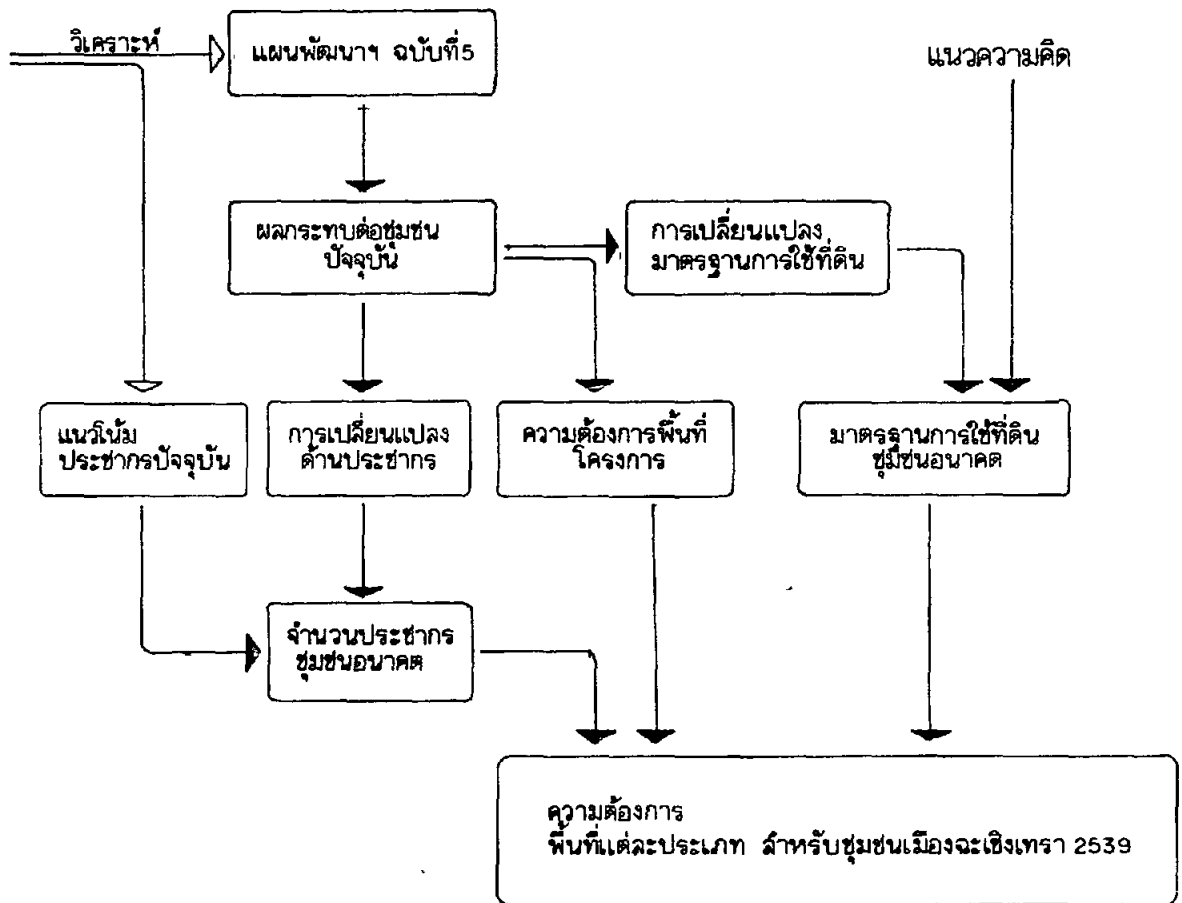 วิเคราะห์
แผนพัฒนาฯ ฉบับที่5
แนวความคิด
ผลกระทบต่อชุมชน
ปัจจุบัน
การเปลี่ยนแปลง
มาตรฐานการใช้ที่ดิน
แนวโน้ม
ประชากรปัจจุบัน
การเปลี่ยนแปลง
ด้านประชากร
ความต้องการพื้นที่
โครงการ
มาตรฐานการใช้ที่ดิน
ชุมชนอนาคต
จำนวนประชากร
ชุมชนอนาคต
ความต้องการ
พื้นที่แต่ละประเภท สำหรับชุมชนเมืองฉะเชิงเทรา 2539